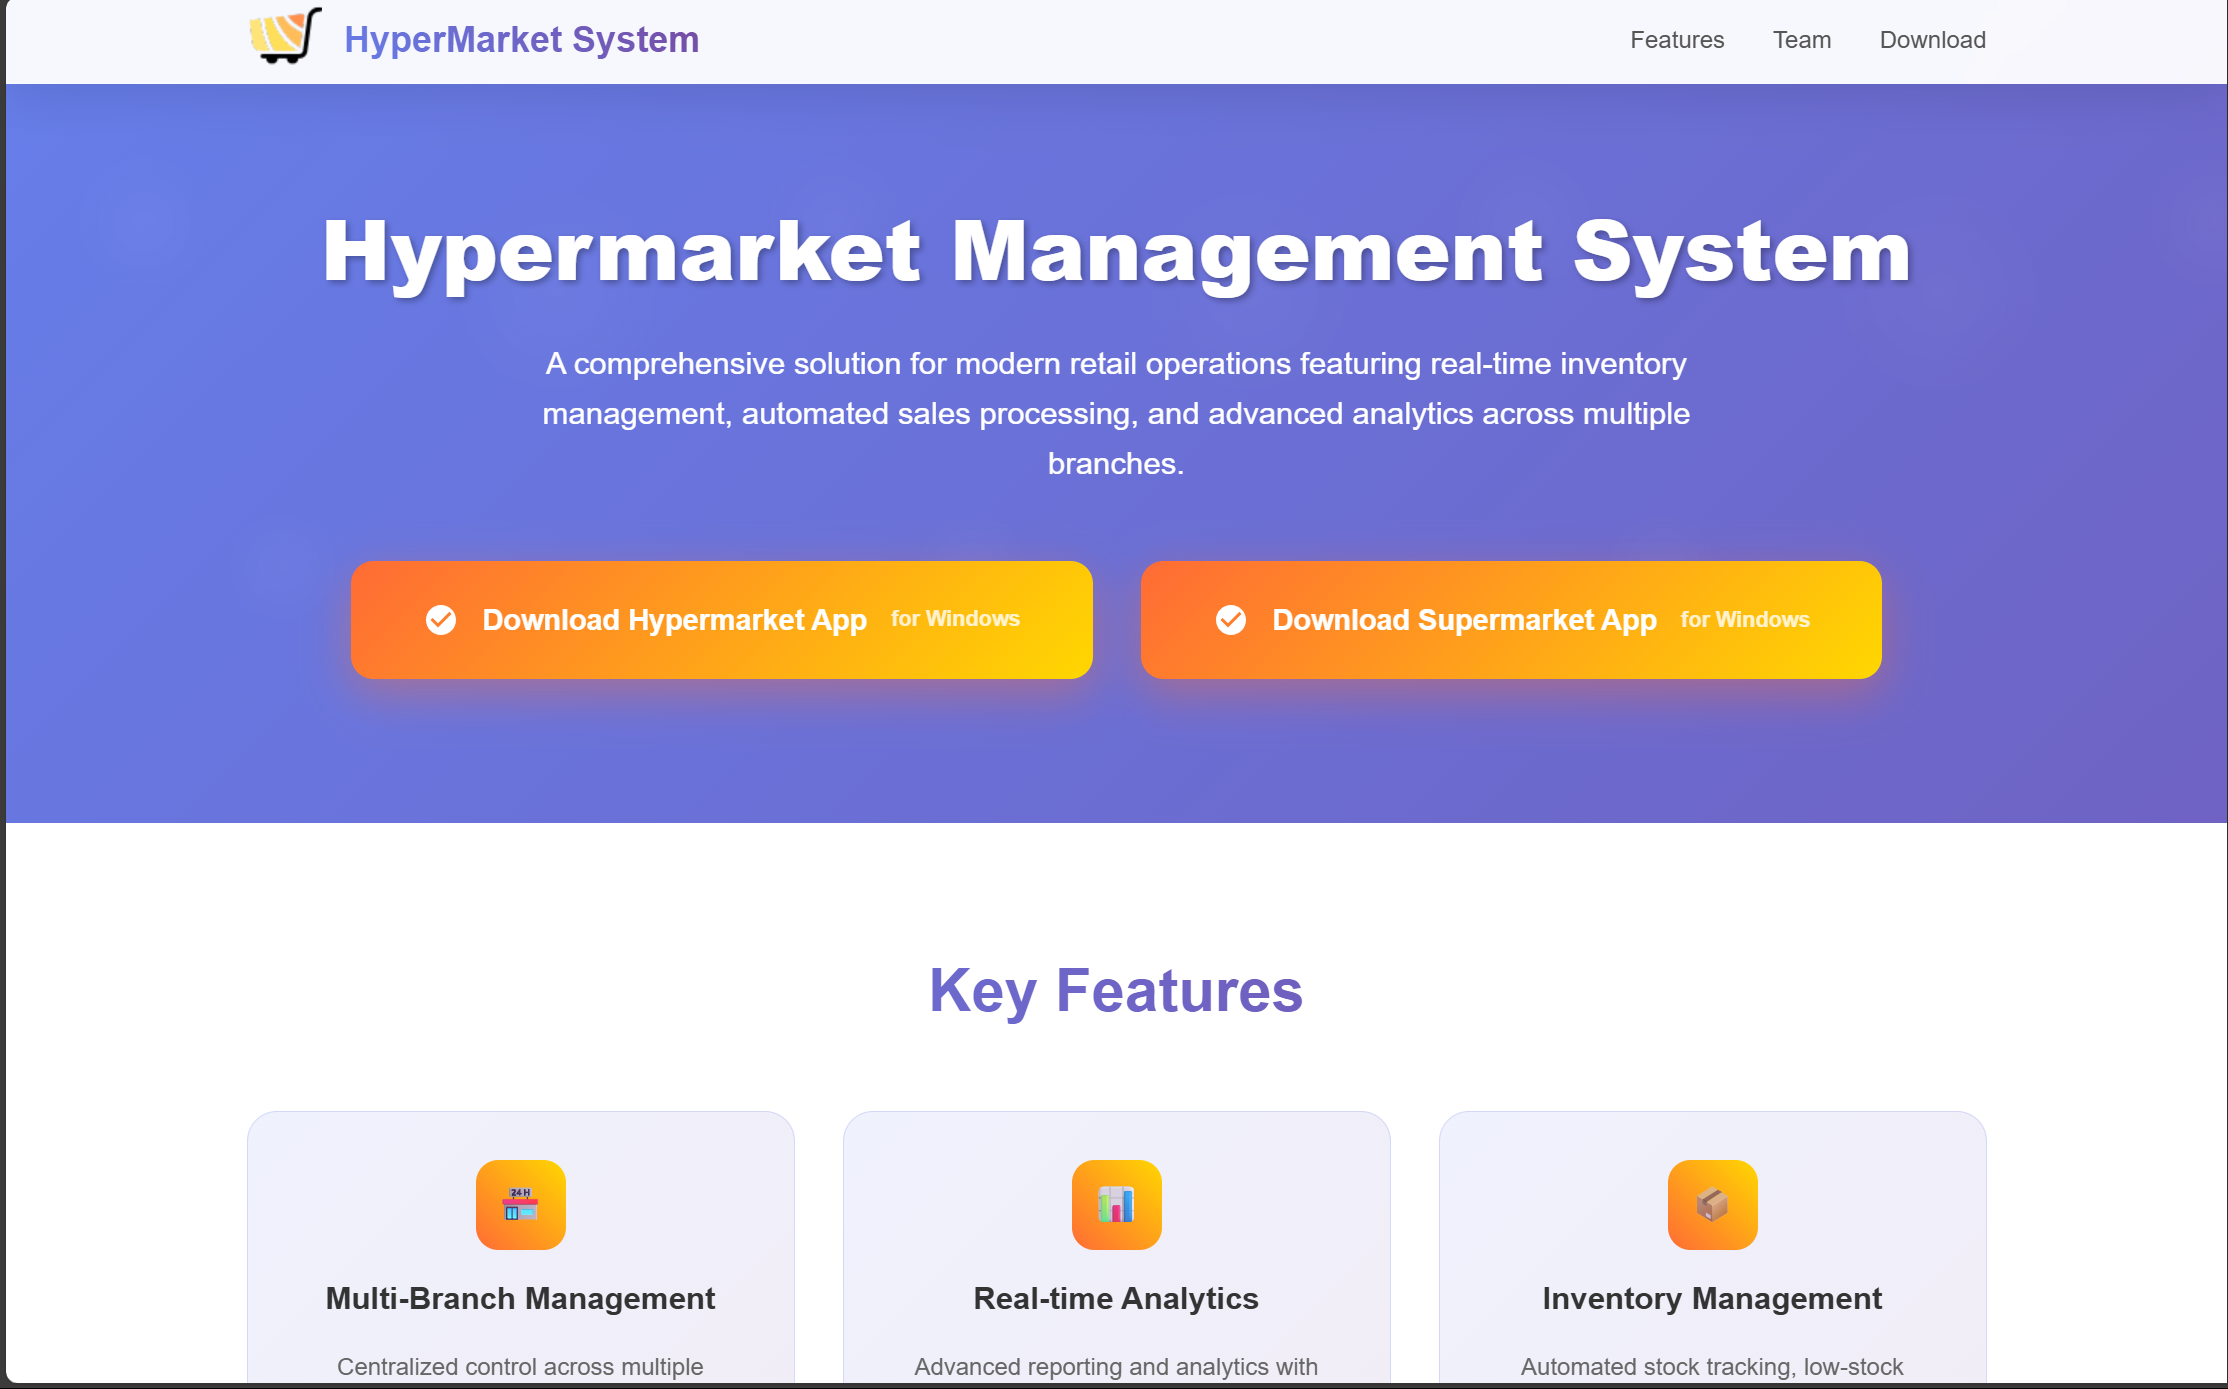 HyperMarket System
Features
Team
Download
Hypermarket Management System
A comprehensive solution for modern retail operations featuring real-time inventory
management, automated sales processing, and advanced analytics across multiple
branches.
Download Hypermarket App for Windows
Download Supermarket App for Windows
Key Features
24 H
Multi-Branch Management
Centralized control across multiple
Real-time Analytics
Advanced reporting and analytics with
Inventory Management
Automated stock tracking, low-stock